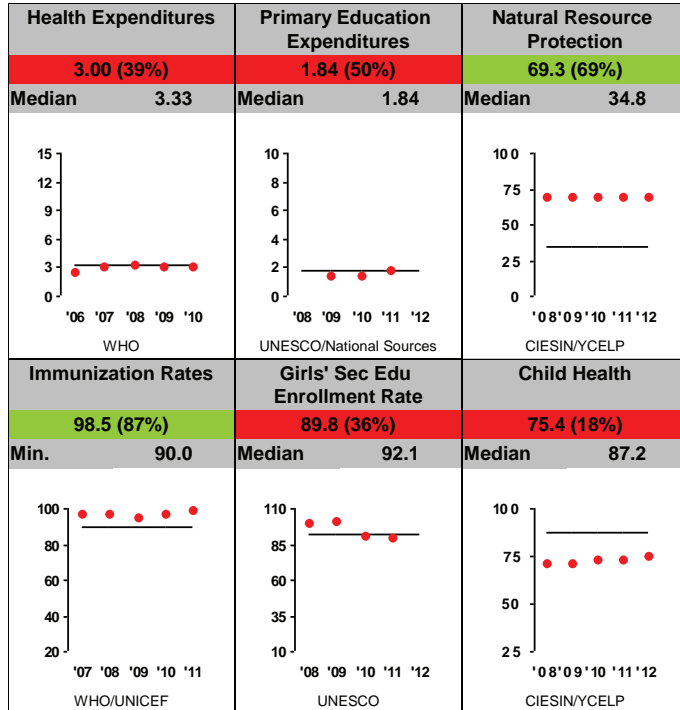 Health Expenditures
3.00 (39%)
Median 3.33
15
12
9
6
3
0
'06 '07 '08 '09 '10
WHO
Primary Education
Expenditures
1.84 (50%)
Median 1.84
10
8
6
4
2
0
'08 '09 '10 '11 '12
UNESCO/National Sources
Natural Resource
Protection
69.3 (69%)
Median 34.8
100
75
50
25
0
'08 '09 '10 '11 '12
CIESIN/YCELP
Immunization Rates
98.5 (87%)
Min. 90.0
100
80
60
40
20
'07 '08 '09 '10 '11
WHO/UNICEF
Girls' Sec Edu
Enrollment Rate
89.8 (36%)
Median 92.1
110
85
60
35
10
'08 '09 '10 '11 '12
UNESCO
Child Health
75.4 (18%)
Median 87.2
100
75
50
25
'08 '09 '10 '11 '12
CIESIN/YCELP